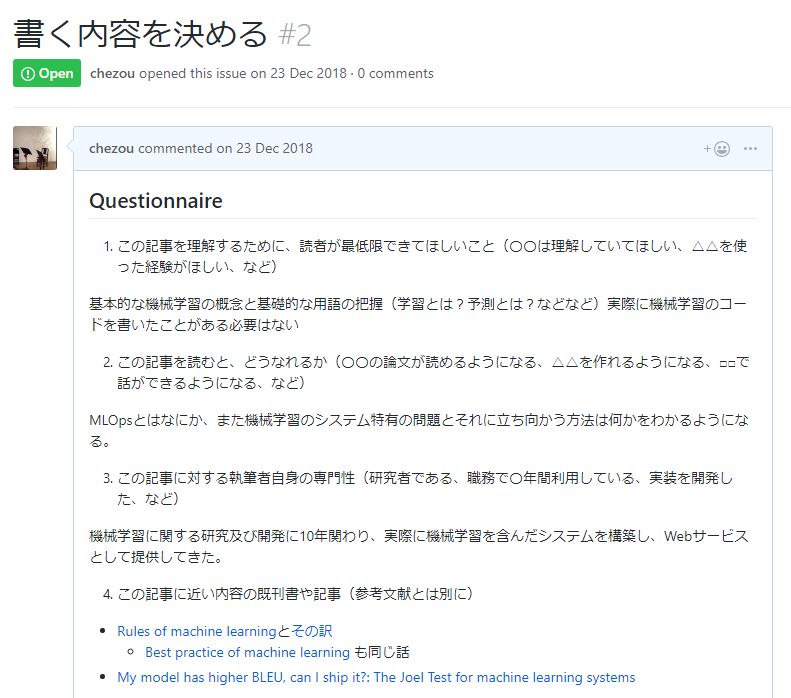 書く内容を決める #2
Open chezou opened this issue on 23 Dec 2018 · 0 comments
chezou commented on 23 Dec 2018
Questionnaire
1. この記事を理解するために、読者が最低限できてほしいこと（〇〇は理解していてほしい、△△を使
った経験がほしい、など）
基本的な機械学習の概念と基礎的な用語の把握（学習とは？予測とは？などなど）実際に機械学習のコー
ドを書いたことがある必要はない
2. この記事を読むと、どうなれるか（〇〇の論文が読めるようになる、△△を作れるようになる、□□で
話ができるようになる、など）
MLOpsとはなにか、また機械学習のシステム特有の問題とそれに立ち向かう方法は何かをわかるようにな
る。
3. この記事に対する執筆者自身の専門性（研究者である、職務で〇年間利用している、実装を開発し
た、など）
機械学習に関する研究及び開発に10年関わり、実際に機械学習を含んだシステムを構築し、Webサービス
として提供してきた。
4. この記事に近い内容の既刊書や記事（参考文献とは別に）
• Rules of machine learningとその訳
◦ Best practice of machine learning も同じ話
• My model has higher BLEU, can I ship it?: The Joel Test for machine learning systems